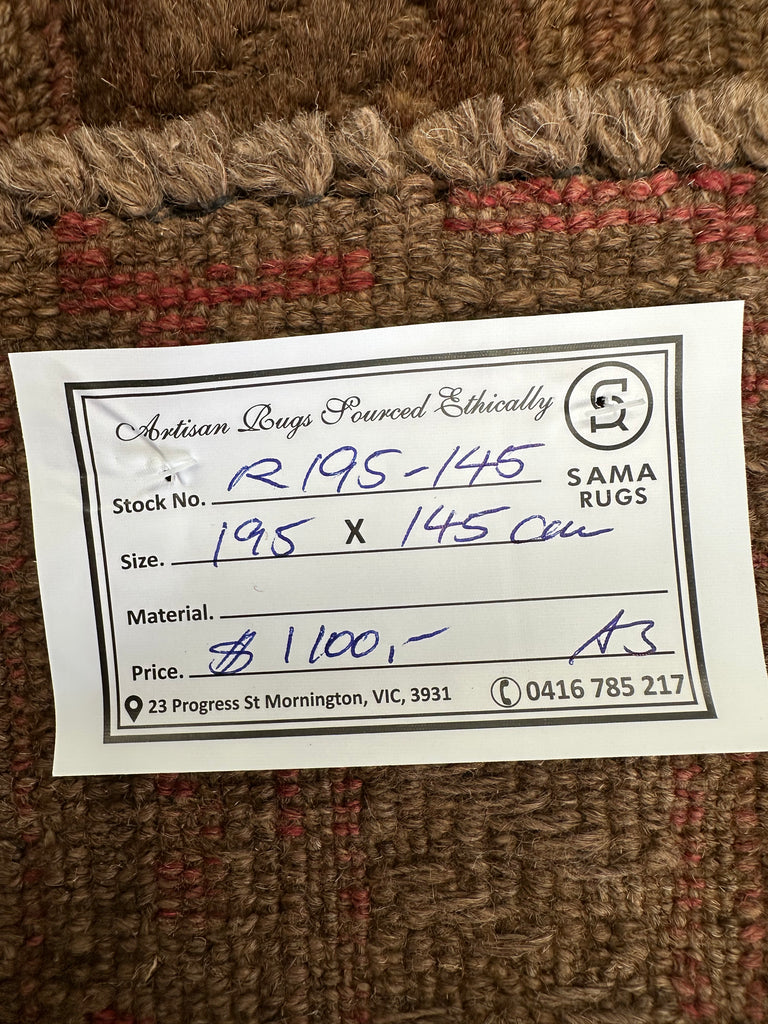 Artisan Rugs Sourced Ethically
SR
SAMA
RUGS
Stock No. R195-145
Size. 195 X 145 cm
Material.
Price. $1100,- A3
23 Progress St Mornington, VIC, 3931
0416 785 217